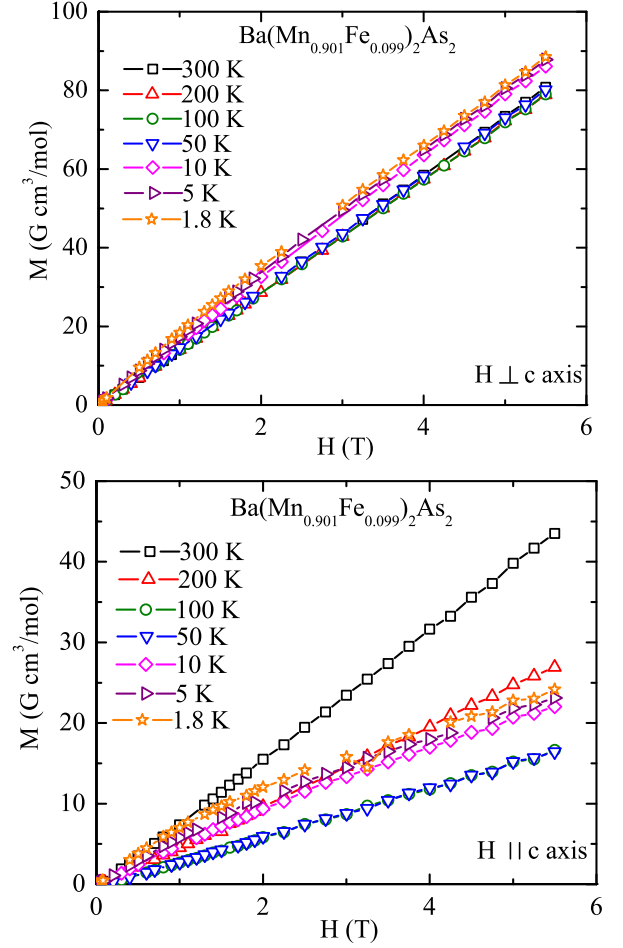 Ba(Mn0.901Fe0.099)2As2
300 K
200 K
100 K
50 K
10 K
5 K
1.8 K
100
80
60
40
20
0
M (G cm3/mol)
H ⊥ c axis
0 2 4 6
H (T)
Ba(Mn0.901Fe0.099)2As2
300 K
200 K
100 K
50 K
10 K
5 K
1.8 K
50
40
30
20
10
0
M (G cm3/mol)
H || c axis
0 2 4 6
H (T)